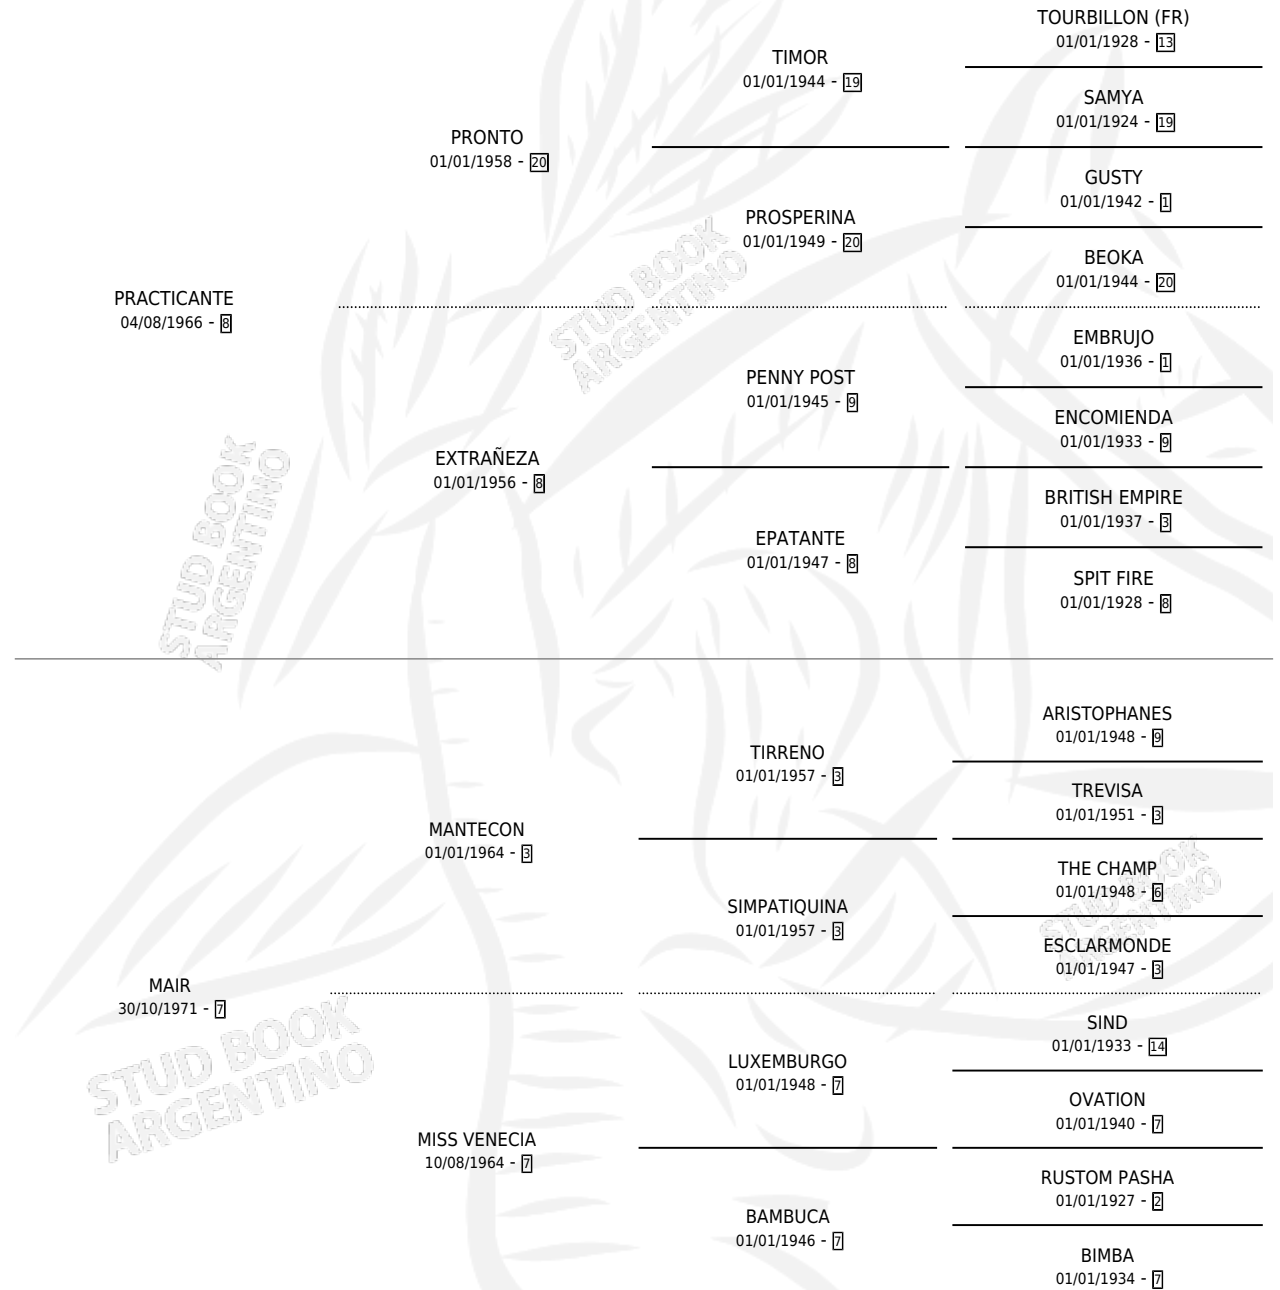 TOURBILLON (FR)
01/01/1928 - 13
TIMOR
01/01/1944 - 19
SAMYA
01/01/1924 - 19
PRONTO
01/01/1958 - 20
GUSTY
01/01/1942 - 1
PROSPERINA
01/01/1949 - 20
BEOKA
01/01/1944 - 20
PRACTICANTE
04/08/1966 - 8
EMBRUJO
01/01/1936 - 1
PENNY POST
01/01/1945 - 9
ENCOMIENDA
01/01/1933 - 9
EXTRAÑEZA
01/01/1956 - 8
BRITISH EMPIRE
01/01/1937 - 3
EPATANTE
01/01/1947 - 8
SPIT FIRE
01/01/1928 - 8
STUD BOOK
ARGENTINO
STUD BOOK
ARGENTINO
ARISTOPHANES
01/01/1948 - 9
TIRRENO
01/01/1957 - 3
TREVISA
01/01/1951 - 3
MANTECON
01/01/1964 - 3
THE CHAMP
01/01/1948 - 6
SIMPATIQUINA
01/01/1957 - 3
ESCLARMONDE
01/01/1947 - 3
MAIR
30/10/1971 - 7
SIND
01/01/1933 - 14
LUXEMBURGO
01/01/1948 - 7
OVATION
01/01/1940 - 7
MISS VENECIA
10/08/1964 - 7
RUSTOM PASHA
01/01/1927 - 2
BAMBUCA
01/01/1946 - 7
BIMBA
01/01/1934 - 7
STUD BOOK
ARGENTINO
STUD BOOK
ARGENTINO